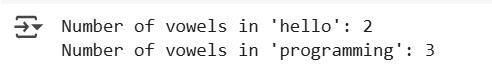 Number of vowels in 'hello': 2
Number of vowels in 'programming': 3